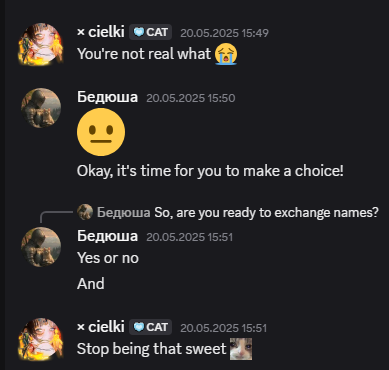 × cielki CAT 20.05.2025 15:49
You're not real what 😭
Бедюша 20.05.2025 15:50
😐
Okay, it's time for you to make a choice!
Бедюша So, are you ready to exchange names?
Бедюша 20.05.2025 15:51
Yes or no
And
× cielki CAT 20.05.2025 15:51
Stop being that sweet